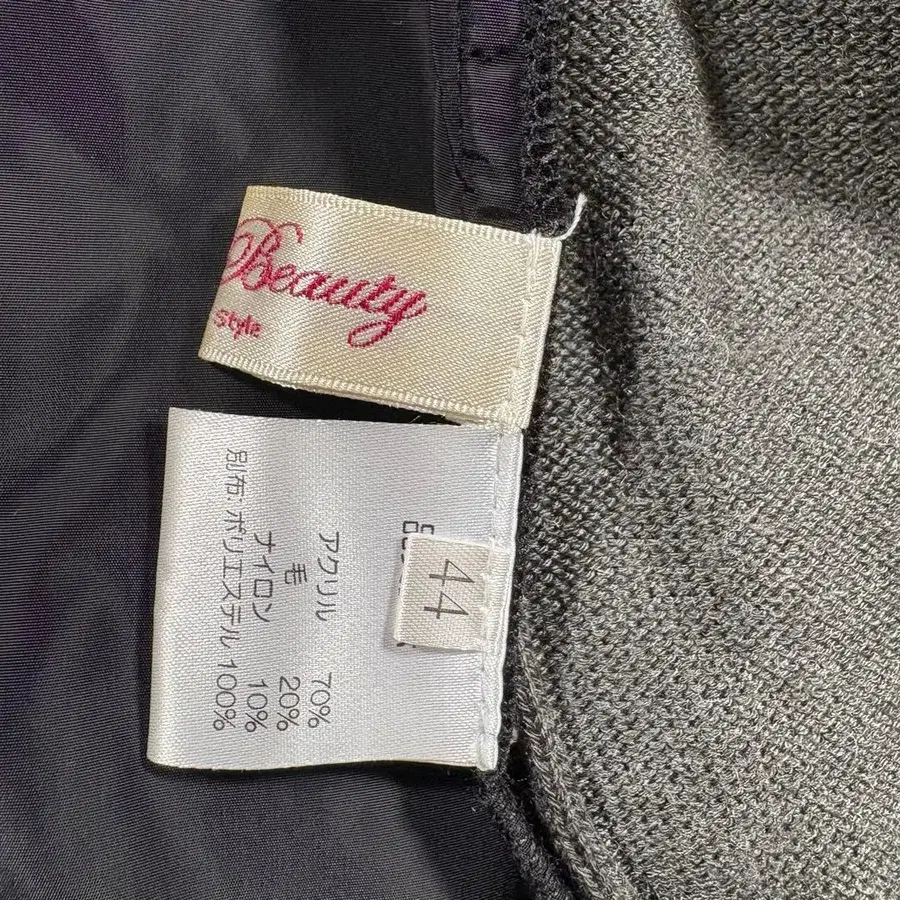 Beauty
Style
44
アクリル 70%
毛 20%
ナイロン 10%
別布・ポリエステル 100%